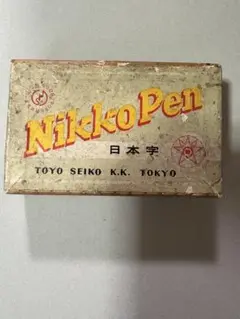 Nikko Pen
日本字
TOYO SEIKO K.K. TOKYO